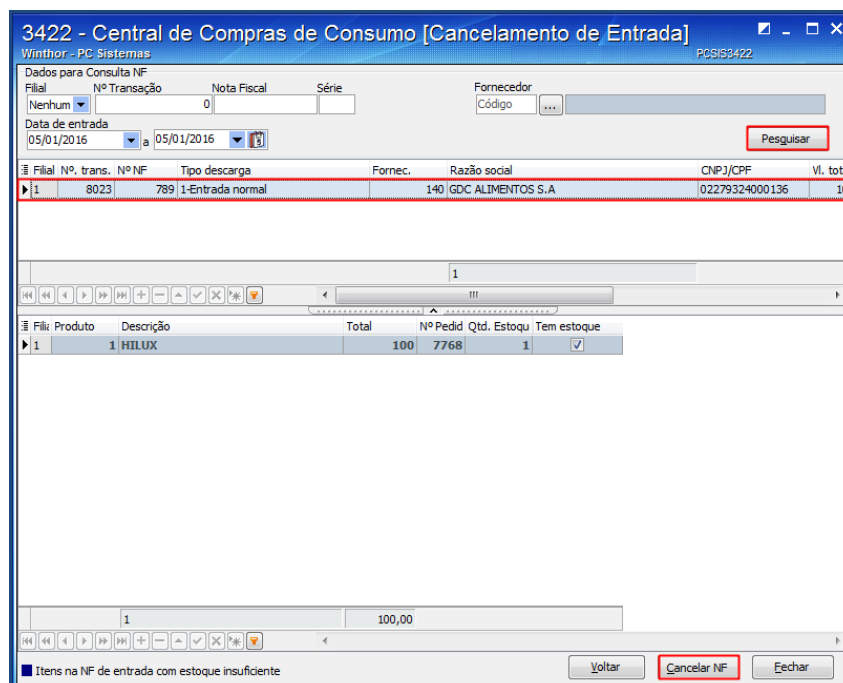 3422 - Central de Compras de Consumo [Cancelamento de Entrada]
Winthor - PC Sistemas PCSIS3422
Dados para Consulta NF
Filial Nº Transação Nota Fiscal Série Fornecedor
Nenhum 0 Código ...
Data de entrada
05/01/2016 a 05/01/2016 Pesquisar
Filial Nº. trans. Nº NF Tipo descarga Fornec. Razão social CNPJ/CPF Vl. tot
1 8023 789 1-Entrada normal 140 GDC ALIMENTOS S.A 02279324000136 1
1
Filia Produto Descrição Total Nº Pedid Qtd. Estoqu Tem estoque
1 1 HILUX 100 7768 1
1 100,00
Itens na NF de entrada com estoque insuficiente Voltar Cancelar NF Fechar